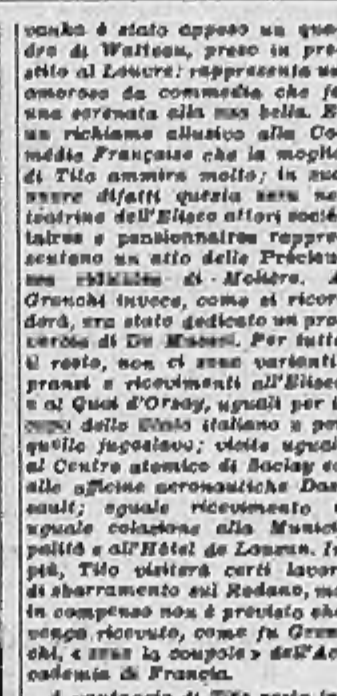 vanka è stato appeso un qua-
dro di Watteau, preso in pre-
stito al Louvre: rappresenta un
amoroso da commedia che fa
una serenata alla sua bella. È
un richiamo allusivo alla Co-
médie Française che la moglie
di Tito ammira molto; in suo
difatti questa sera nel
teatrino dell'Eliseo attori socié-
taires e pensionnaires rappre-
sentano un atto delle Précieu-
ses di Molière. A
Gronchi invece, come si ricor-
derà, era stato dedicato un pro-
verbio di De Musset. Per tutto
il resto, non ci sono varianti:
pranzi e ricevimenti all'Eliseo
e al Quai d'Orsay, uguali per il
dello Stato italiano e per
quello jugoslavo; visite uguali
al Centro atomico di Saclay ed
alle officine aeronautiche Das-
sault; uguale ricevimento e
uguale colazione alla Munici-
palità e all'Hôtel de Lauzun. In
più, Tito visiterà certi lavori
di sbarramento sul Rodano, ma
in compenso non è previsto che
venga ricevuto, come fu Gron-
chi, « sous la coupole » dell'Ac-
cademia di Francia.